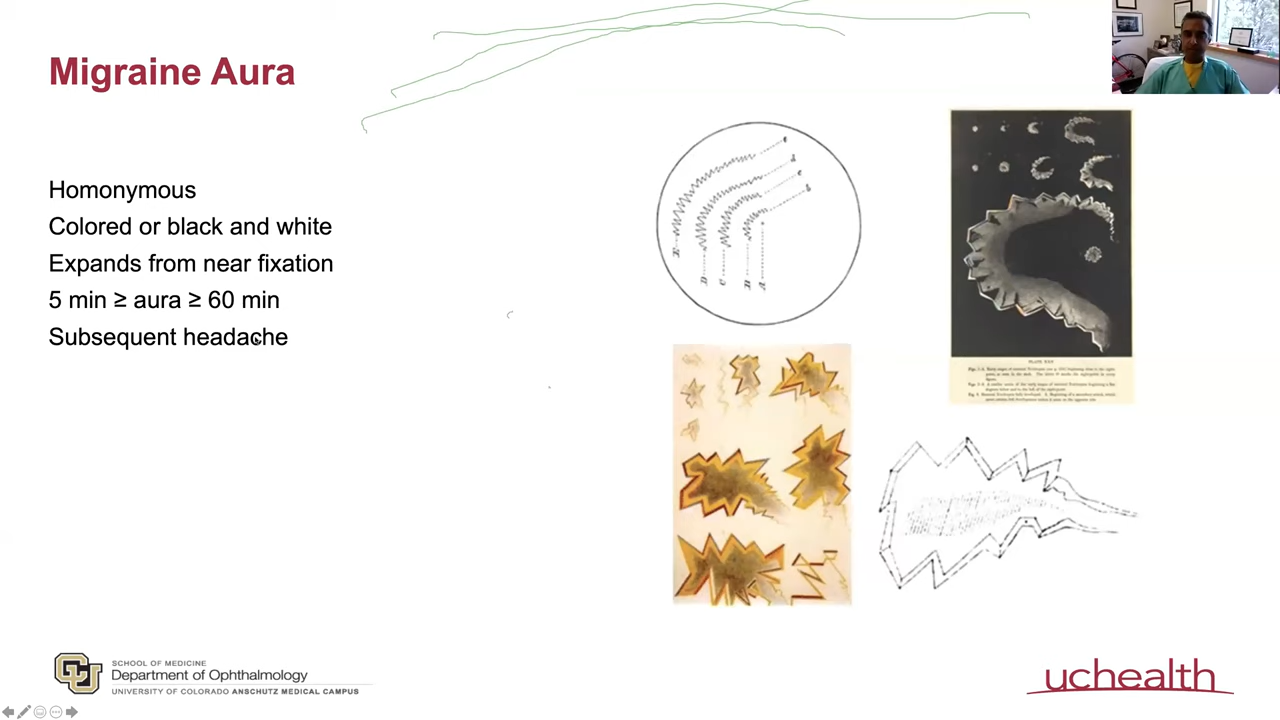 Migraine Aura
Homonymous
Colored or black and white
Expands from near fixation
5 min ≥ aura ≥ 60 min
Subsequent headache
SCHOOL OF MEDICINE
Department of Ophthalmology
UNIVERSITY OF COLORADO ANSCHUTZ MEDICAL CAMPUS
uchealth